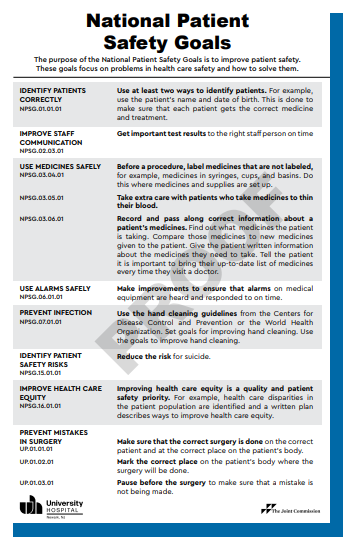 National Patient
Safety Goals
The purpose of the National Patient Safety Goals is to improve patient safety.
These goals focus on problems in health care safety and how to solve them.
IDENTIFY PATIENTS
CORRECTLY
NPSG.01.01.01
Use at least two ways to identify patients. For example,
use the patient's name and date of birth. This is done to
make sure that each patient gets the correct medicine
and treatment.
IMPROVE STAFF
COMMUNICATION
NPSG.02.03.01
Get important test results to the right staff person on time
USE MEDICINES SAFELY
NPSG.03.04.01
Before a procedure, label medicines that are not labeled,
for example, medicines in syringes, cups, and basins. Do
this where medicines and supplies are set up.
NPSG.03.05.01
Take extra care with patients who take medicines to thin
their blood.
NPSG.03.06.01
Record and pass along correct information about a
patient's medicines. Find out what medicines the patient
is taking. Compare those medicines to new medicines
given to the patient. Give the patient written information
about the medicines they need to take. Tell the patient
it is important to bring their up-to-date list of medicines
every time they visit a doctor.
USE ALARMS SAFELY
NPSG.06.01.01
Make improvements to ensure that alarms on medical
equipment are heard and responded to on time.
PREVENT INFECTION
NPSG.07.01.01
Use the hand cleaning guidelines from the Centers for
Disease Control and Prevention or the World Health
Organization. Set goals for improving hand cleaning. Use
the goals to improve hand cleaning.
IDENTIFY PATIENT
SAFETY RISKS
NPSG.15.01.01
Reduce the risk for suicide.
IMPROVE HEALTH CARE
EQUITY
NPSG.16.01.01
Improving health care equity is a quality and patient
safety priority. For example, health care disparities in
the patient population are identified and a written plan
describes ways to improve health care equity.
PREVENT MISTAKES
IN SURGERY
UP.01.01.01
Make sure that the correct surgery is done on the correct
patient and at the correct place on the patient's body.
UP.01.02.01
Mark the correct place on the patient's body where the
surgery will be done.
UP.01.03.01
Pause before the surgery to make sure that a mistake is
not being made.
PROOF
University
HOSPITAL
Newark, NJ
The Joint Commission